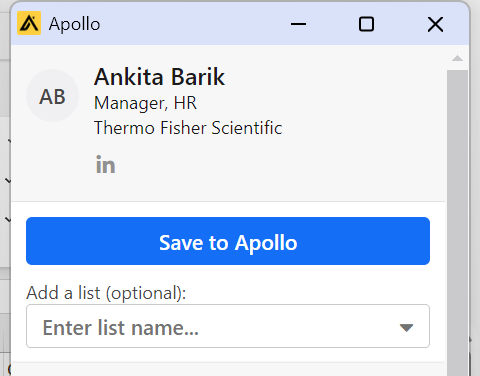 Apollo
AB
Ankita Barik
Manager, HR
Thermo Fisher Scientific
in
Save to Apollo
Add a list (optional):
Enter list name...